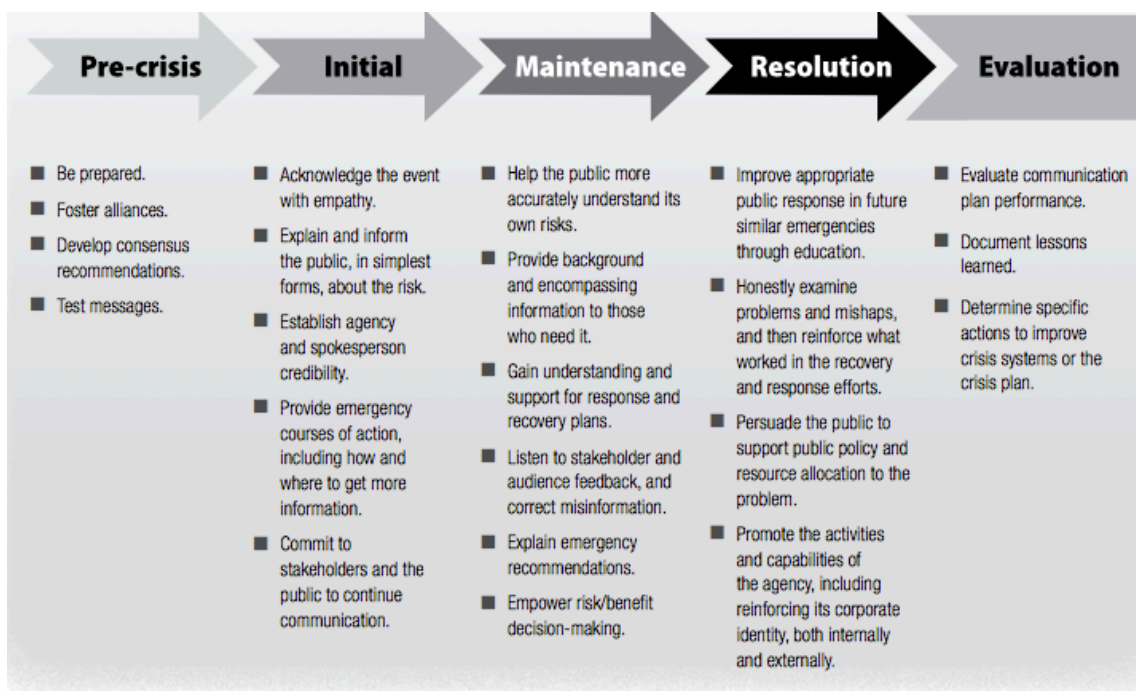 Pre-crisis
Initial
Maintenance
Resolution
Evaluation
Be prepared.
Foster alliances.
Develop consensus
recommendations.
Test messages.
Acknowledge the event
with empathy.
Explain and inform
the public, in simplest
forms, about the risk.
Establish agency
and spokesperson
credibility.
Provide emergency
courses of action,
including how and
where to get more
information.
Commit to
stakeholders and the
public to continue
communication.
Help the public more
accurately understand its
own risks.
Provide background
and encompassing
information to those
who need it.
Gain understanding and
support for response and
recovery plans.
Listen to stakeholder and
audience feedback, and
correct misinformation.
Explain emergency
recommendations.
Empower risk/benefit
decision-making.
Improve appropriate
public response in future
similar emergencies
through education.
Honestly examine
problems and mishaps,
and then reinforce what
worked in the recovery
and response efforts.
Persuade the public to
support public policy and
resource allocation to the
problem.
Promote the activities
and capabilities of
the agency, including
reinforcing its corporate
identity, both internally
and externally.
Evaluate communication
plan performance.
Document lessons
learned.
Determine specific
actions to improve
crisis systems or the
crisis plan.